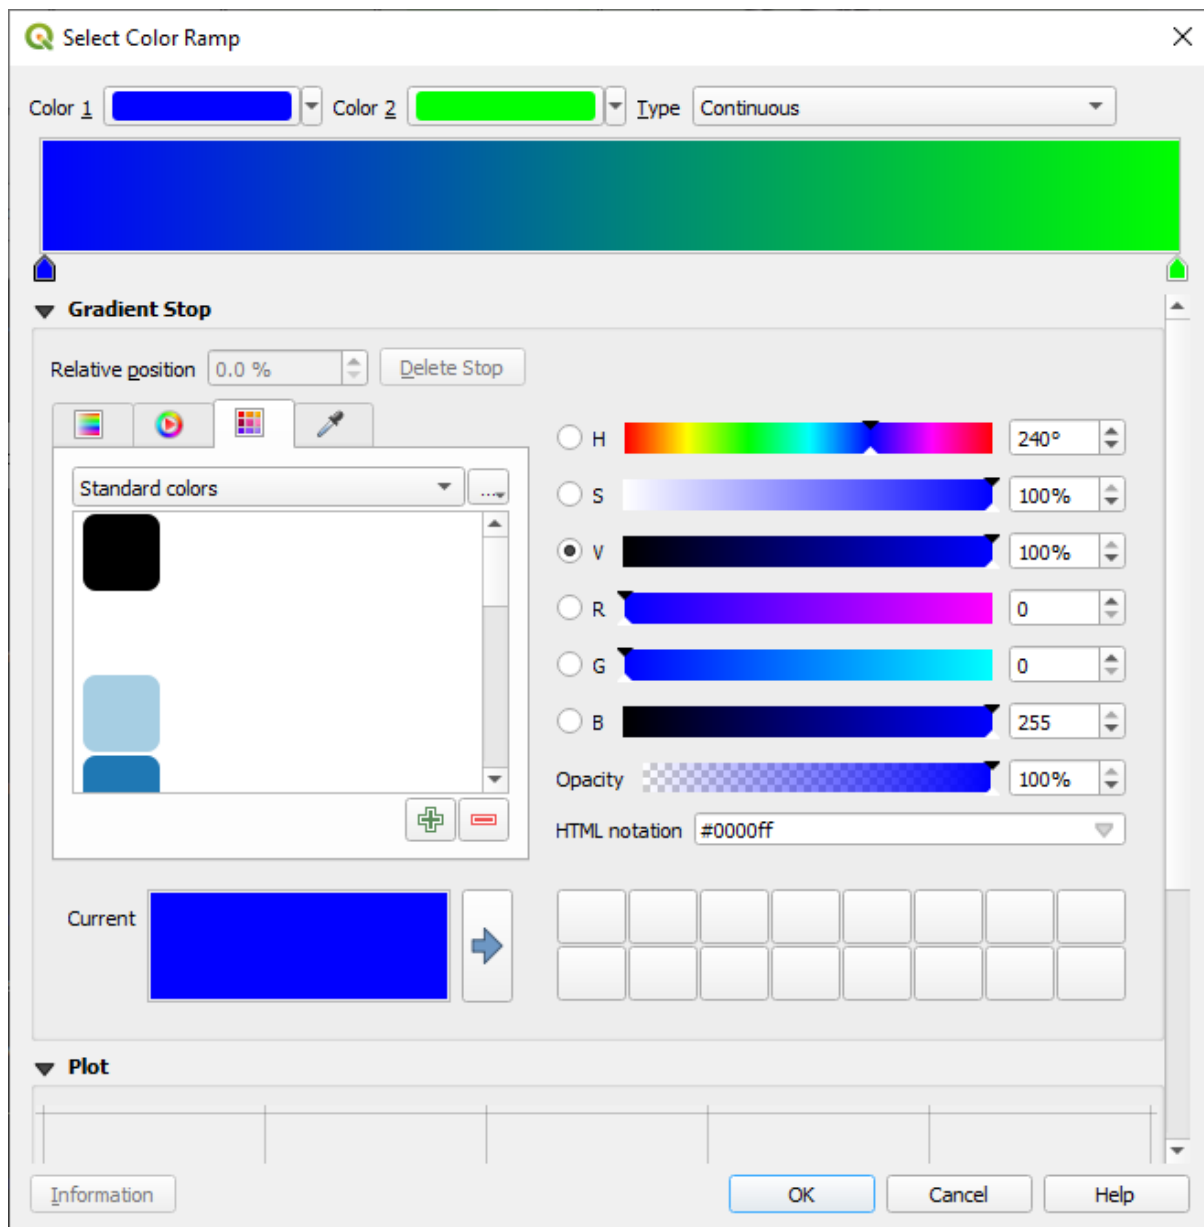 Select Color Ramp
Color 1 Color 2 Type Continuous
Gradient Stop
Relative position 0.0 % Delete Stop
H 240°
Standard colors ...
S 100%
V 100%
R 0
G 0
B 255
Opacity 100%
HTML notation #0000ff
Current
Plot
Information OK Cancel Help